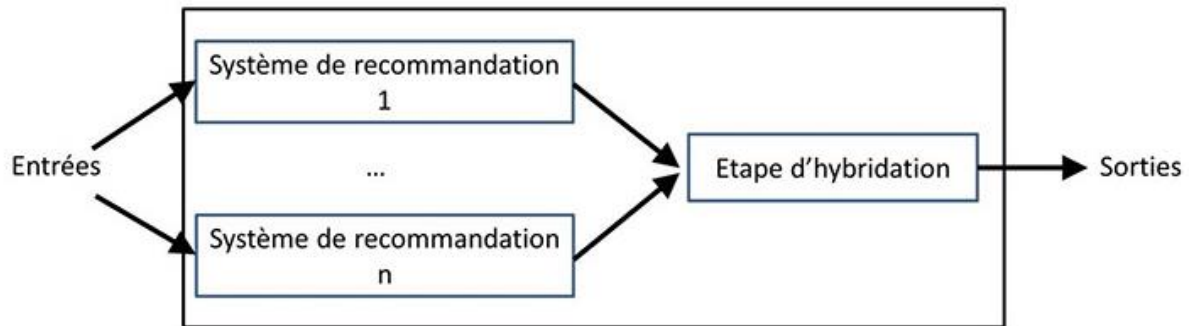 Système de recommandation
1
Entrées
...
Etape d'hybridation
Sorties
Système de recommandation
n